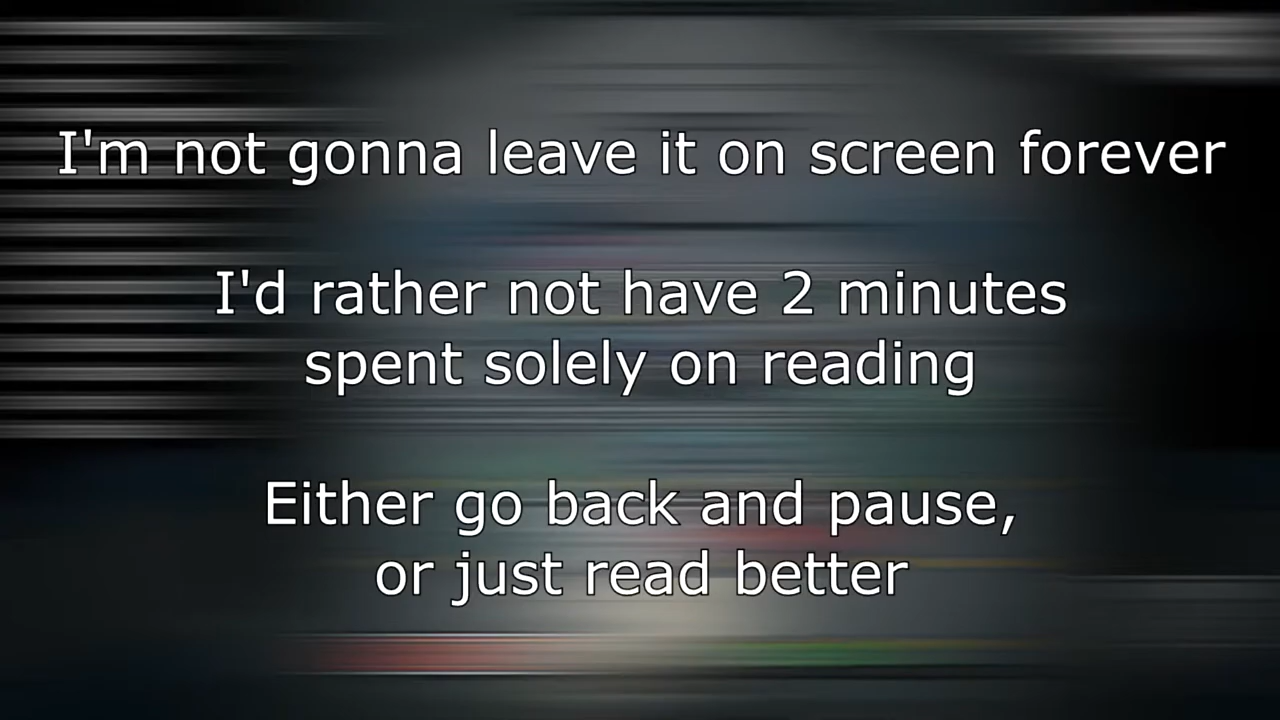 I'm not gonna leave it on screen forever
I'd rather not have 2 minutes
spent solely on reading
Either go back and pause,
or just read better